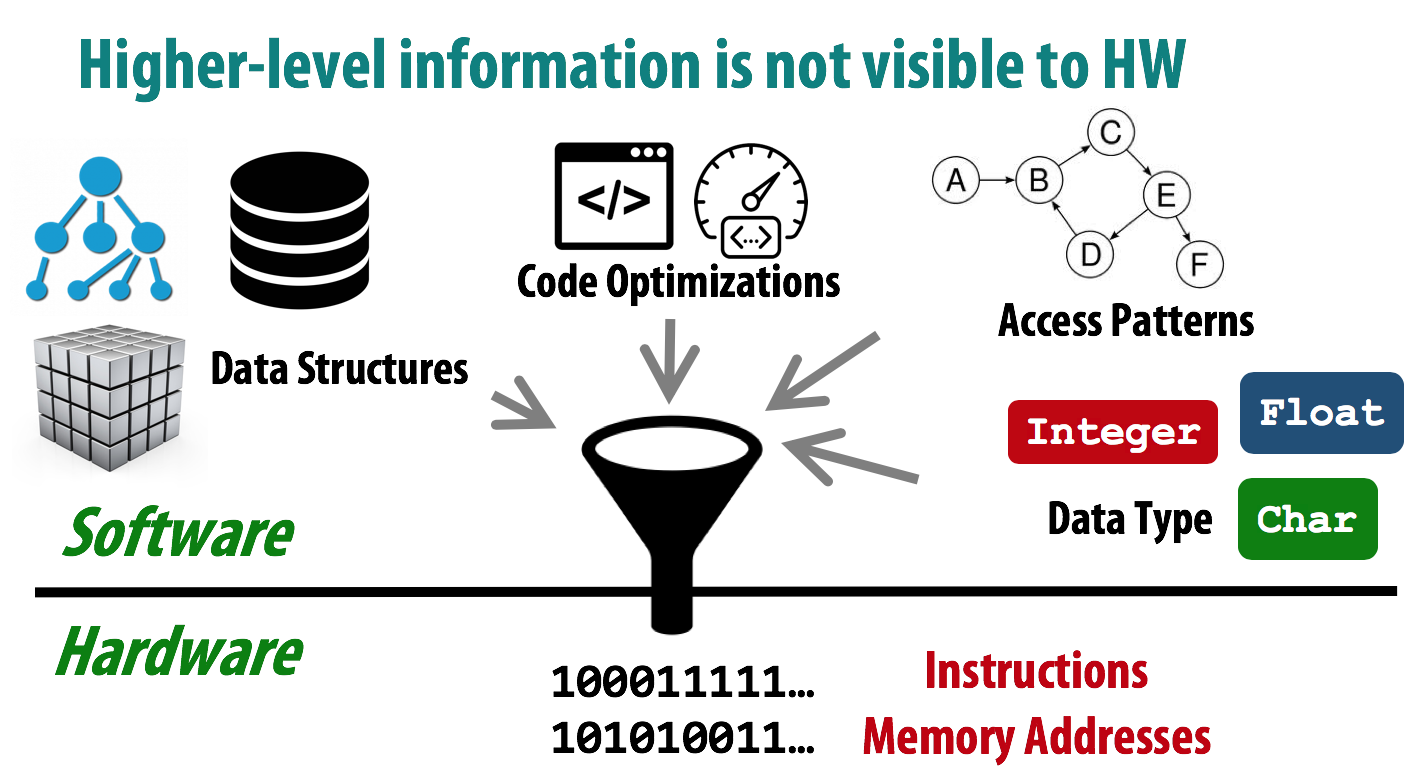 Higher-level information is not visible to HW
</>
<...>
Code Optimizations
A
B
C
E
D
F
Access Patterns
Data Structures
Integer
Float
Data Type
Char
Software
Hardware
100011111...
101010011...
Instructions
Memory Addresses